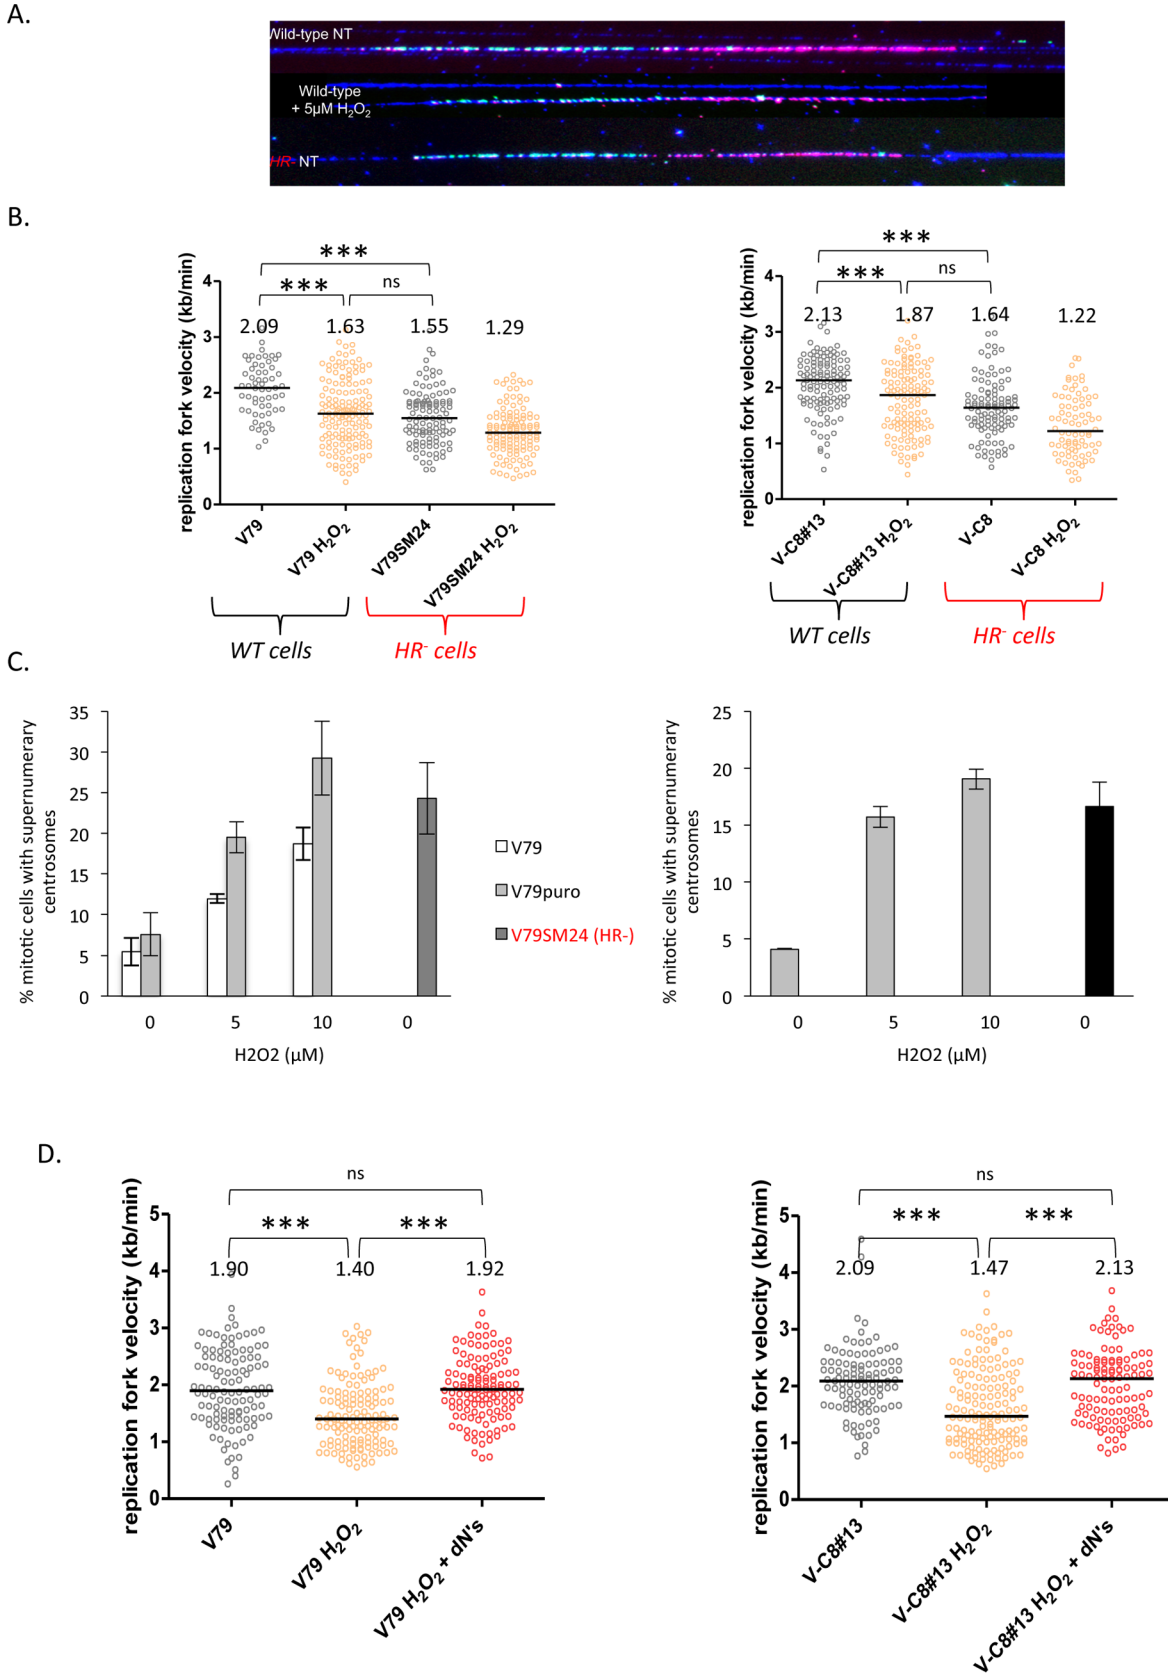 A.
Wild-type NT
Wild-type
+ 5µM H₂O₂
HR- NT
B.
replication fork velocity (kb/min)
4
3
2
1
0
***
***
ns
2.09
1.63
1.55
1.29
V79
V79 H₂O₂
V79SM24
V79SM24 H₂O₂
WT cells
HR⁻ cells
replication fork velocity (kb/min)
4
3
2
1
0
***
***
ns
2.13
1.87
1.64
1.22
V-C8#13
V-C8#13 H₂O₂
V-C8
V-C8 H₂O₂
WT cells
HR⁻ cells
C.
% mitotic cells with supernumerary
centrosomes
35
30
25
20
15
10
5
0
0
5
10
0
H2O2 (µM)
V79
V79puro
V79SM24 (HR-)
% mitotic cells with supernumerary
centrosomes
25
20
15
10
5
0
0
5
10
0
H2O2 (µM)
D.
replication fork velocity (kb/min)
5
4
3
2
1
0
ns
***
***
1.90
1.40
1.92
V79
V79 H₂O₂
V79 H₂O₂ + dN's
replication fork velocity (kb/min)
5
4
3
2
1
0
ns
***
***
2.09
1.47
2.13
V-C8#13
V-C8#13 H₂O₂
V-C8#13 H₂O₂ + dN's